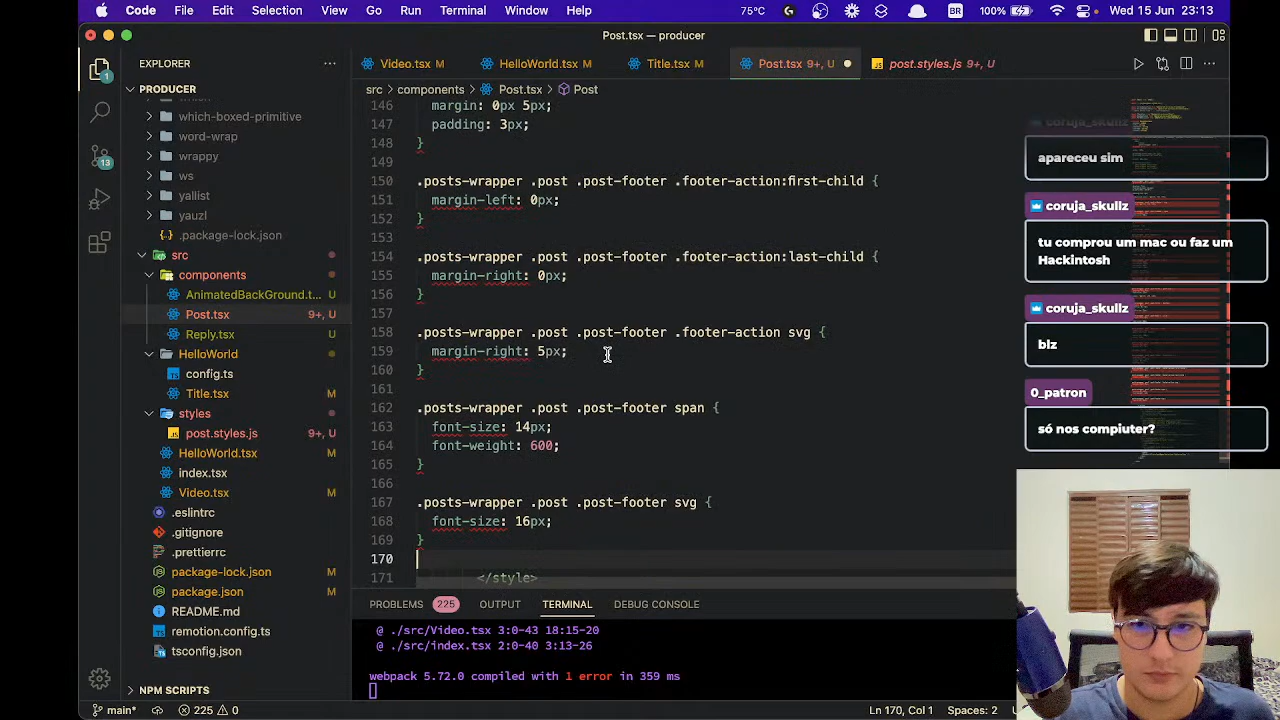 Code File Edit Selection View Go Run Terminal Window Help 75°C BR 100% Wed 15 Jun 23:13
Post.tsx — producer
EXPLORER
Video.tsx M
HelloWorld.tsx M
Title.tsx M
Post.tsx 9+, U
post.styles.js 9+, U
PRODUCER
src
components
Post.tsx
Post
which-boxed-primitive
word-wrap
wrappy
ws
yallist
yauzl
.package-lock.json
src
components
AnimatedBackGround.t... U
Post.tsx 9+, U
Reply.tsx U
HelloWorld
config.ts
Title.tsx M
styles
post.styles.js 9+, U
HelloWorld.tsx M
index.tsx
Video.tsx M
.eslintrc
.gitignore
.prettierrc
package-lock.json M
package.json M
README.md
remotion.config.ts
tsconfig.json
NPM SCRIPTS
146 margin: 0px 5px;
147 padding: 3px;
148 }
149
150 .posts-wrapper .post .post-footer .footer-action:first-child
151 margin-left: 0px;
152 }
153
154 .posts-wrapper .post .post-footer .footer-action:last-child
155 margin-right: 0px;
156 }
157
158 .posts-wrapper .post .post-footer .footer-action svg {
159
160 }
161
162 .posts-wrapper .post .post-footer
163 font-size: 14px;
164 font-weight: 600;
165 }
166
167 .posts-wrapper .post .post-footer svg {
168 font-size: 16px;
169 }
170
171 </style>
PROBLEMS 225 OUTPUT TERMINAL DEBUG CONSOLE
@ ./src/Video.tsx 3:0-43 18:15-20
@ ./src/index.tsx 2:0-40 3:13-26
webpack 5.72.0 compiled with 1 error in 359 ms
main* 225 0 Ln 170, Col 1 Spaces: 2
coruja_skullz
apareceu sim
coruja_skullz
tu comprou um mac ou faz um
Hackintosh
coruja_skullz
blz
0_patron
só nos compiuter?